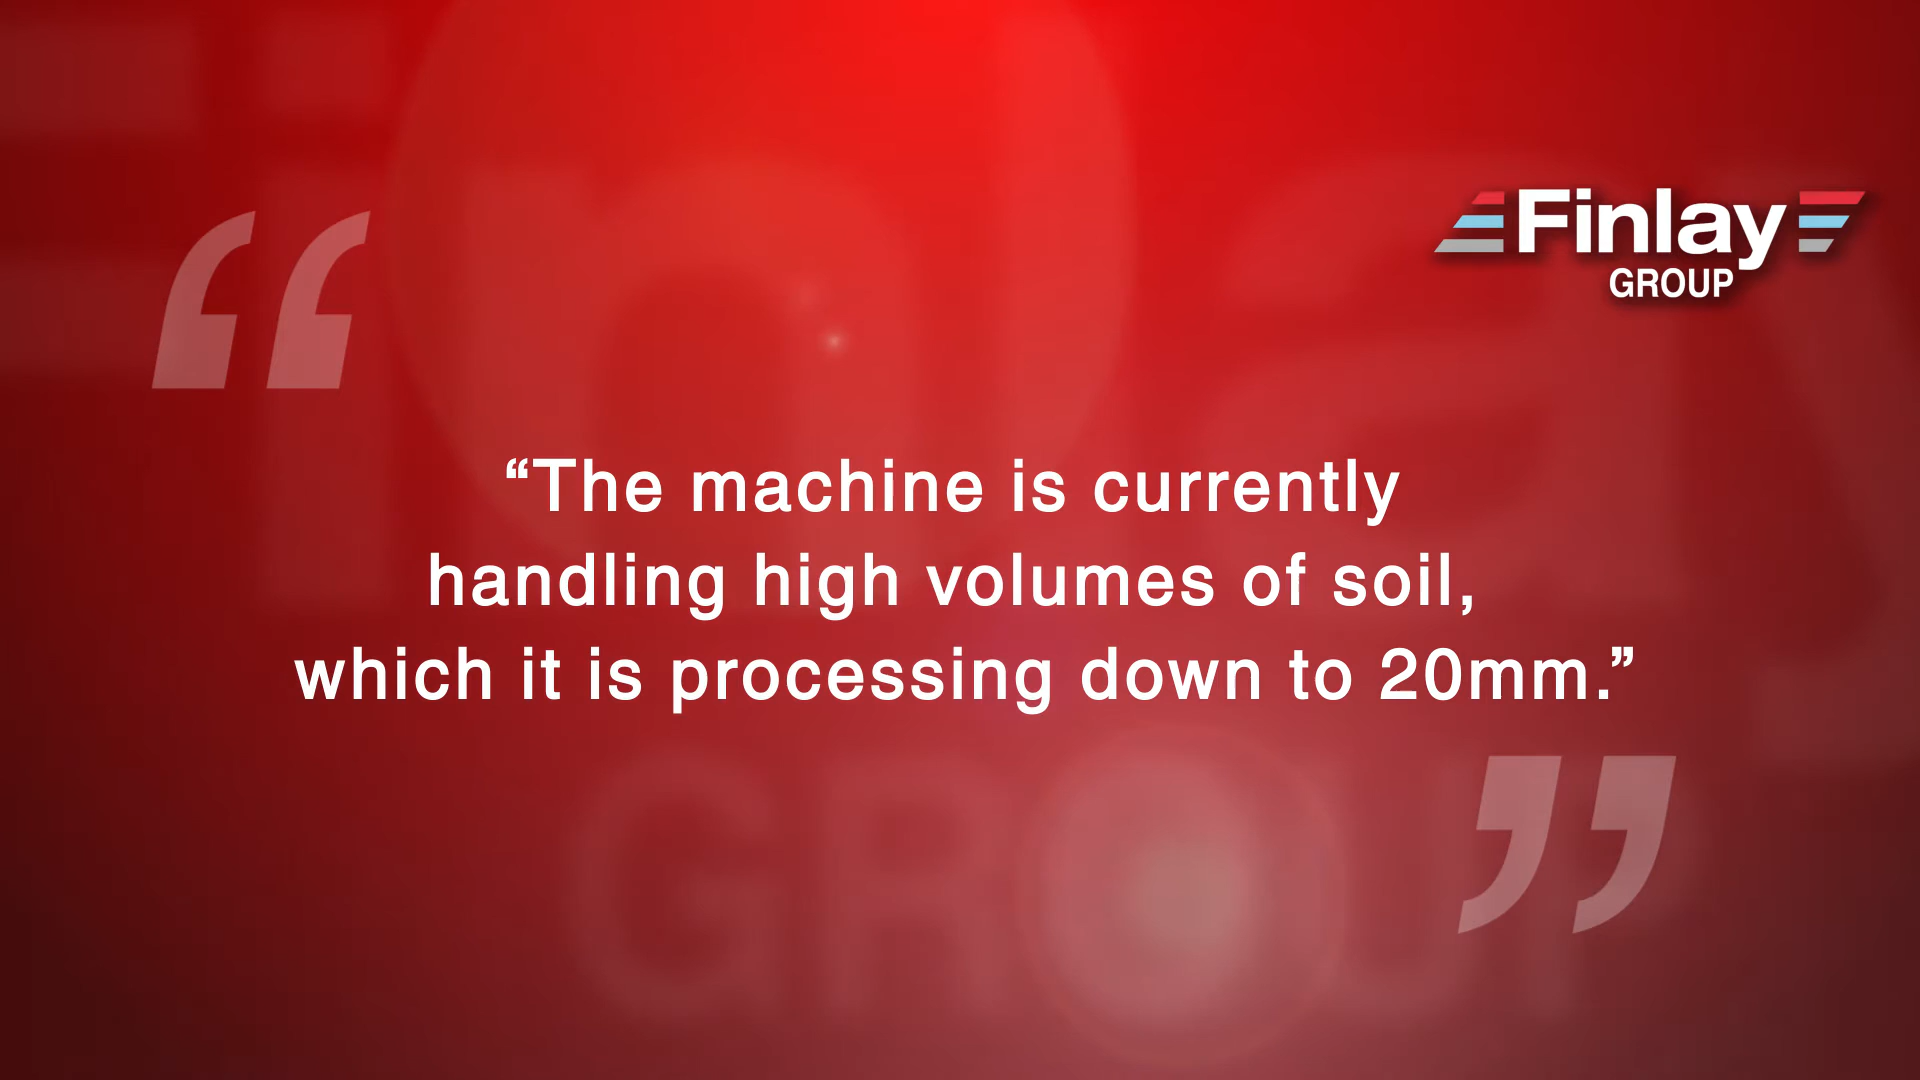 Finlay
GROUP
“The machine is currently
handling high volumes of soil,
which it is processing down to 20mm.”